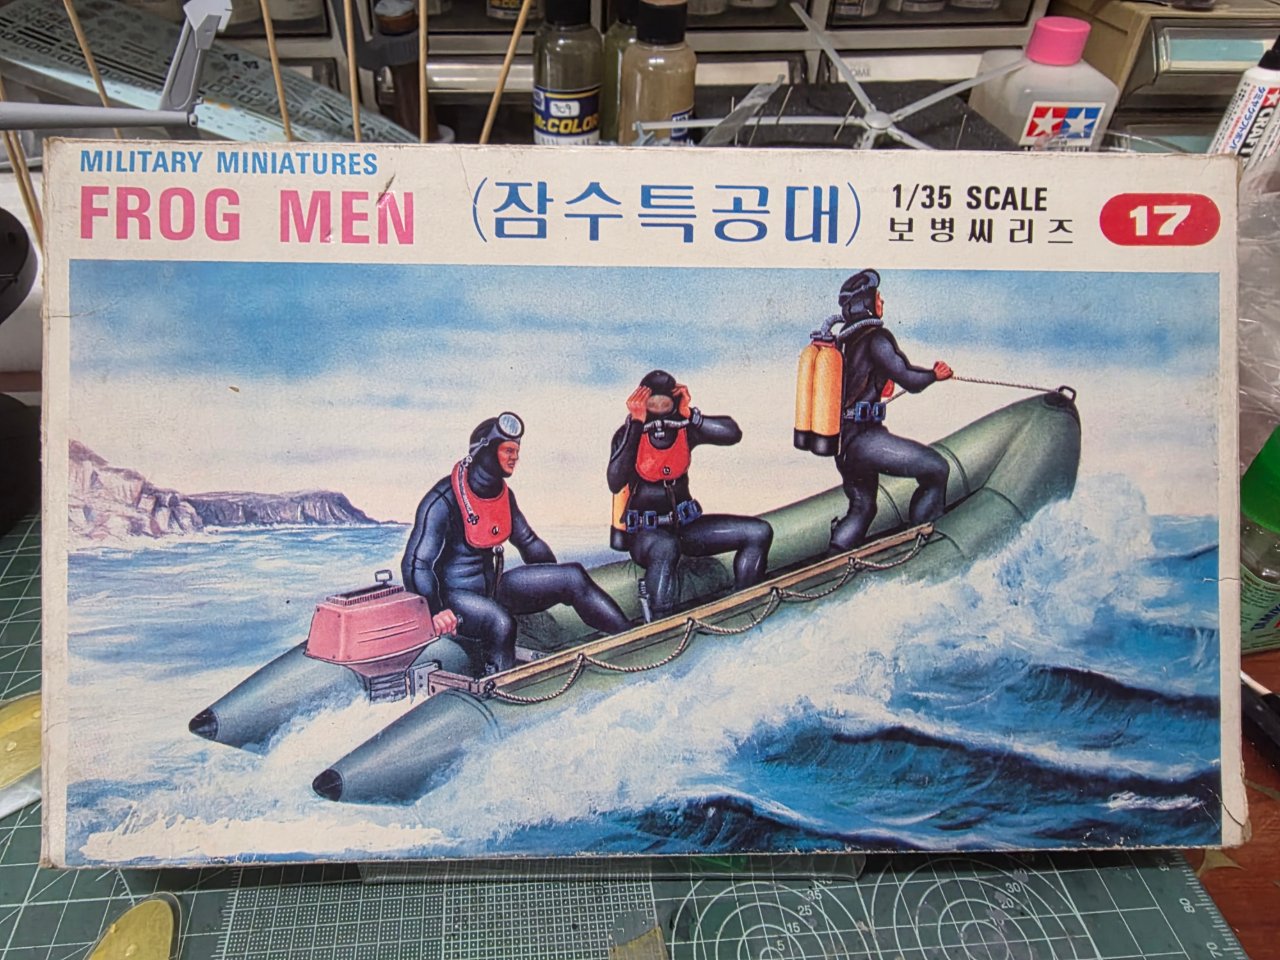 MILITARY MINIATURES
FROG MEN (잠수특공대)
1/35 SCALE
보병씨리즈
17
309
Mr.COLOR